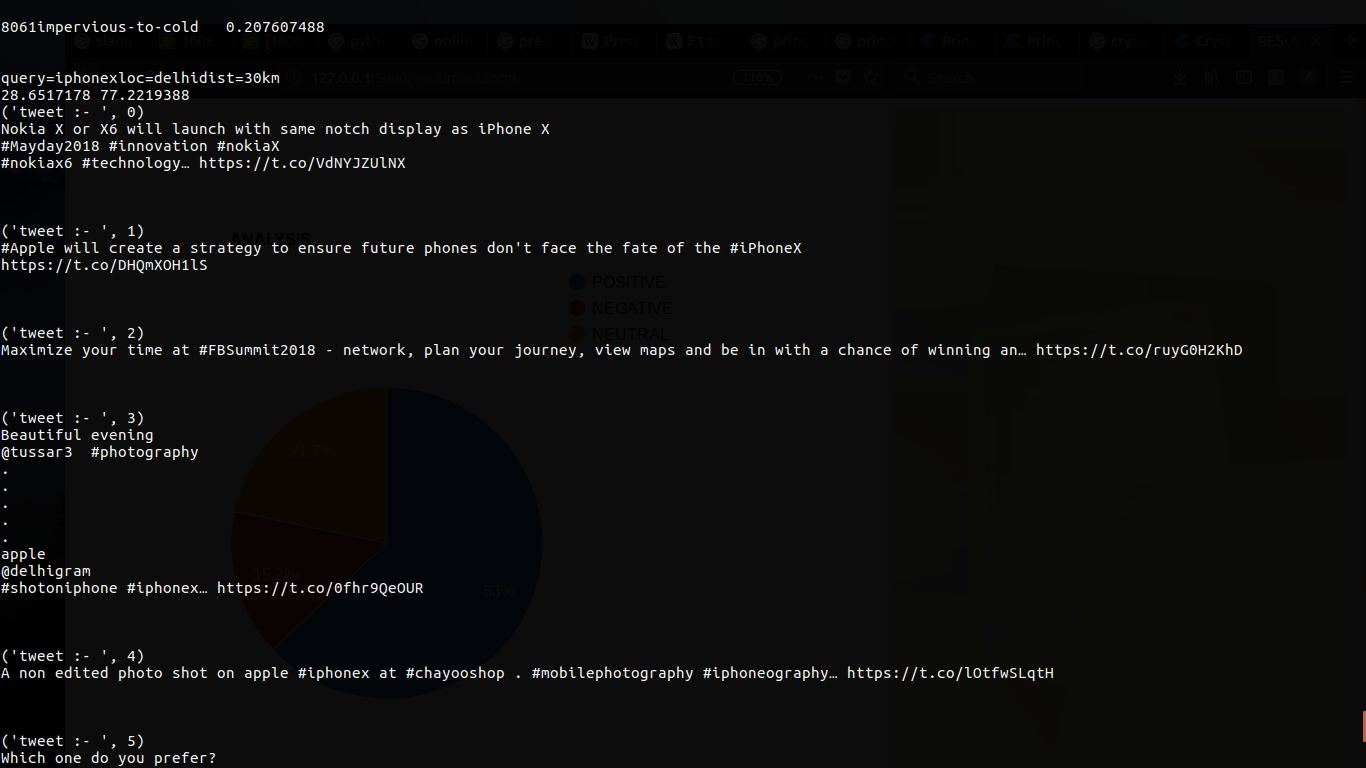 8061impervious-to-cold   0.207607488
query=iphonexloc=delhidist=30km
28.6517178 77.2219388
('tweet :- ', 0)
Nokia X or X6 will launch with same notch display as iPhone X
#Mayday2018 #innovation #nokiaX
#nokiax6 #technology… https://t.co/VdNYJZUlNX
('tweet :- ', 1)
#Apple will create a strategy to ensure future phones don't face the fate of the #iPhoneX
https://t.co/DHQmXOH1lS
ANALYSIS
POSITIVE
NEGATIVE
NEUTRAL
('tweet :- ', 2)
Maximize your time at #FBSummit2018 - network, plan your journey, view maps and be in with a chance of winning an… https://t.co/ruyG0H2KhD
('tweet :- ', 3)
Beautiful evening
@tussar3  #photography
.
.
.
.
.
apple
@delhigram
#shotoniphone #iphonex… https://t.co/0fhr9QeOUR
63%
('tweet :- ', 4)
A non edited photo shot on apple #iphonex at #chayooshop . #mobilephotography #iphoneography… https://t.co/lOtfwSLqtH
('tweet :- ', 5)
Which one do you prefer?